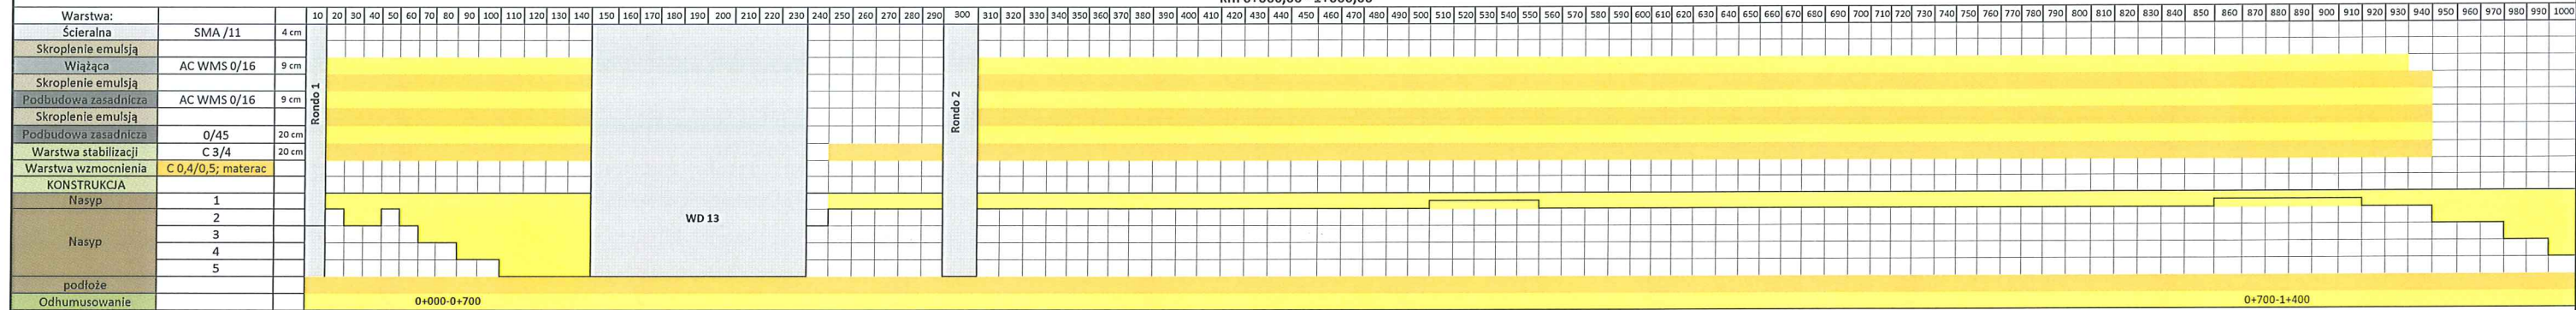 Warstwa: 10 20 30 40 50 60 70 80 90 100 110 120 130 140 150 160 170 180 190 200 210 220 230 240 250 260 270 280 290 300 310 320 330 340 350 360 370 380 390 400 410 420 430 440 450 460 470 480 490 500 510 520 530 540 550 560 570 580 590 600 610 620 630 640 650 660 670 680 690 700 710 720 730 740 750 760 770 780 790 800 810 820 830 840 850 860 870 880 890 900 910 920 930 940 950 960 970 980 990 1000
Ścieralna SMA /11 4 cm
Skroplenie emulsją
Wiążąca AC WMS 0/16 9 cm
Skroplenie emulsją
Podbudowa zasadnicza AC WMS 0/16 9 cm
Skroplenie emulsją
Podbudowa zasadnicza 0/45 20 cm
Warstwa stabilizacji C 3/4 20 cm
Warstwa wzmocnienia C 0,4/0,5; materac
KONSTRUKCJA
Rondo 1
Rondo 2
Nasyp 1
2
WD 13
3
Nasyp
4
5
podłoże
Odhumusowanie 0+000-0+700 0+700-1+400